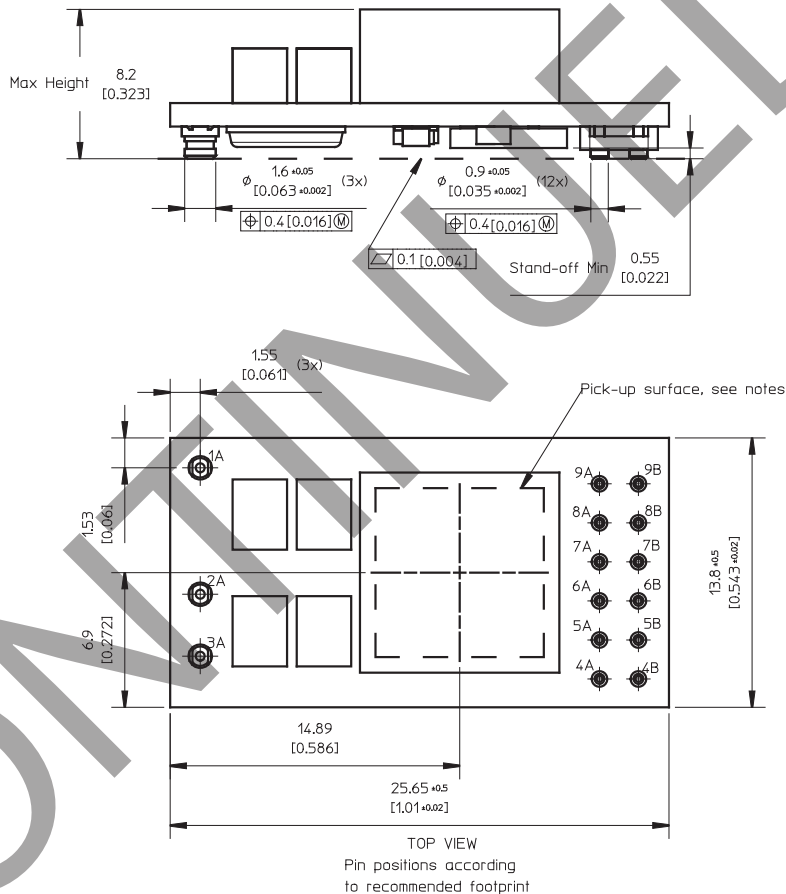 Max Height 8.2
[0.323]
ϕ 1.6 ±0.05 (3x)
[0.063 ±0.002]
⌖ 0.4 [0.016] Ⓜ
ϕ 0.9 ±0.05 (12x)
[0.035 ±0.002]
⌖ 0.4 [0.016] Ⓜ
⏥ 0.1 [0.004]
Stand-off Min 0.55
[0.022]
1.55 (3x)
[0.061]
Pick-up surface, see notes
1A
2A
3A
9A 9B
8A 8B
7A 7B
6A 6B
5A 5B
4A 4B
1.53
[0.06]
6.9
[0.272]
13.8 ±0.5
[0.543 ±0.02]
14.89
[0.586]
25.65 ±0.5
[1.01 ±0.02]
TOP VIEW
Pin positions according
to recommended footprint
ONTINUE